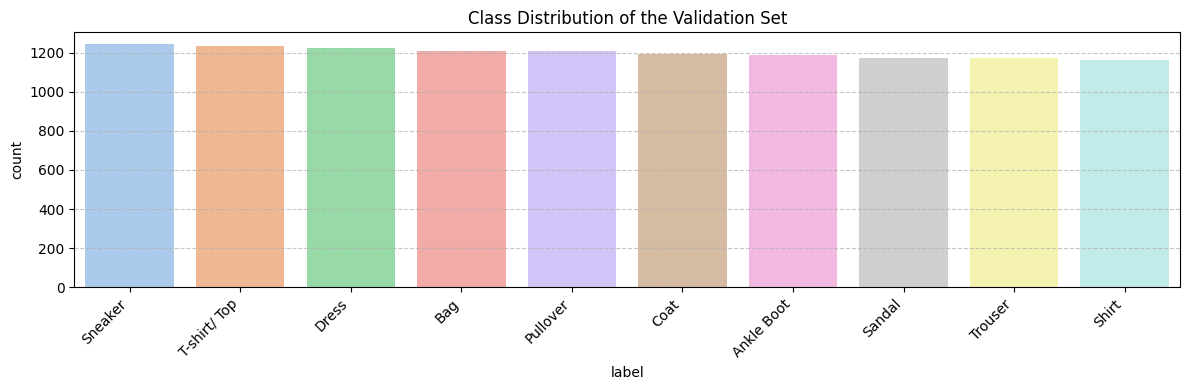 Class Distribution of the Validation Set
count
1200
1000
800
600
400
200
0
Sneaker
T-shirt/ Top
Dress
Bag
Pullover
Coat
Ankle Boot
Sandal
Trouser
Shirt
label